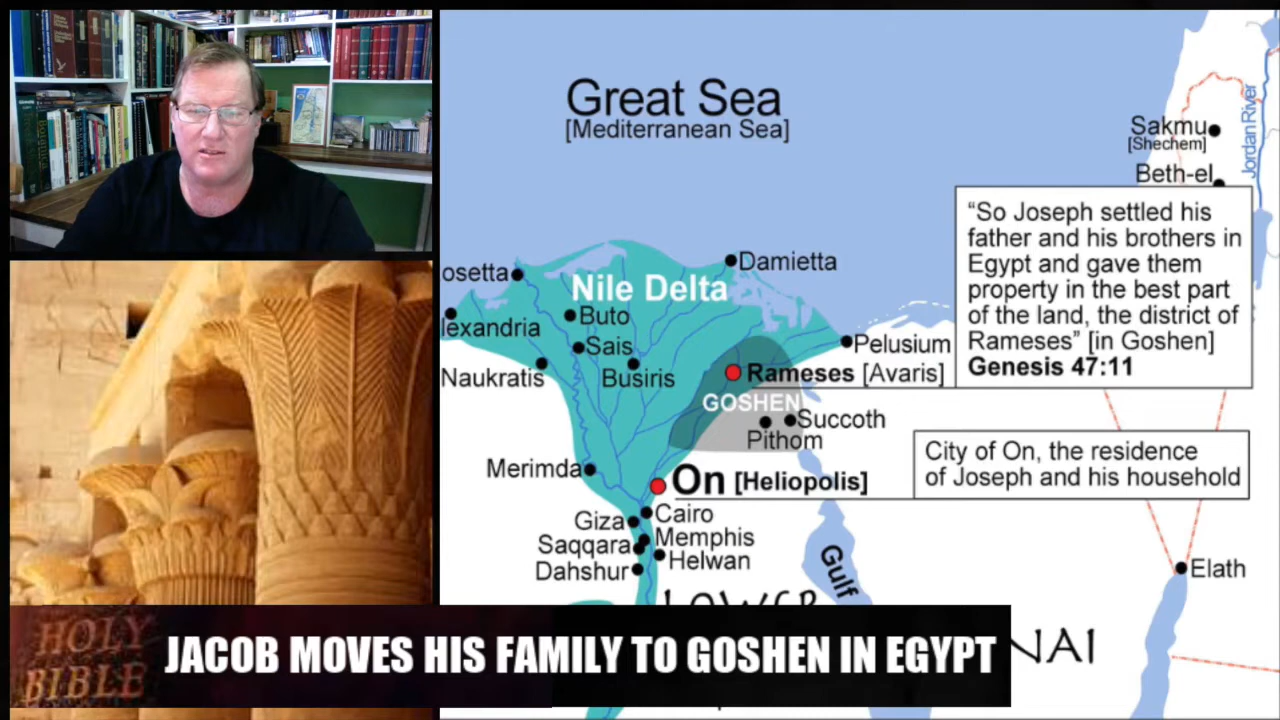 Great Sea
[Mediterranean Sea]
Sakmu
[Shechem]
Jordan River
Beth-el
"So Joseph settled his
father and his brothers in
Egypt and gave them
property in the best part
of the land, the district of
Rameses" [in Goshen]
Genesis 47:11
osetta
Damietta
Nile Delta
lexandria
Buto
Sais
Pelusium
Naukratis
Busiris
Rameses [Avaris]
GOSHEN
Succoth
Pithom
City of On, the residence
of Joseph and his household
Merimda
On [Heliopolis]
Giza
Cairo
Saqqara
Memphis
Dahshur
Helwan
Gulf
Elath
LOWER
NAI
HOLY
BIBLE
JACOB MOVES HIS FAMILY TO GOSHEN IN EGYPT